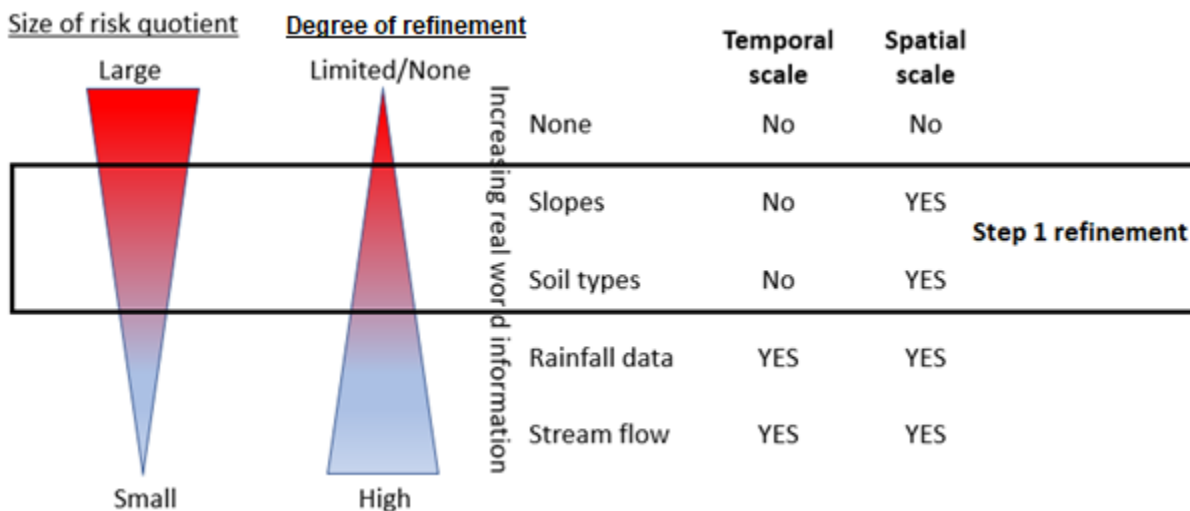 Size of risk quotient
Degree of refinement
Temporal scale
Spatial scale
Large
Limited/None
Increasing real world information
None No No
Slopes No YES
Step 1 refinement
Soil types No YES
Rainfall data YES YES
Stream flow YES YES
Small
High